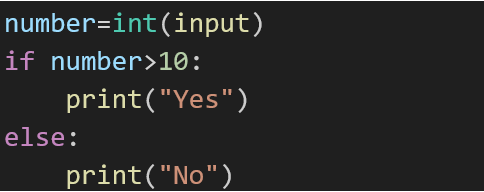 number=int(input)
if number>10:
    print("Yes")
else:
    print("No")